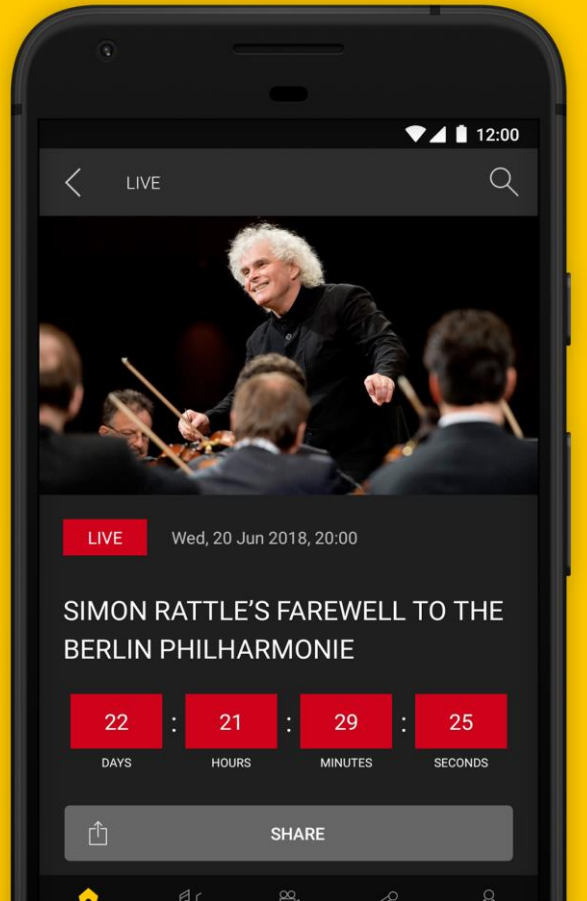 12:00
LIVE
LIVE
Wed, 20 Jun 2018, 20:00
SIMON RATTLE’S FAREWELL TO THE
BERLIN PHILHARMONIE
22 : 21 : 29 : 25
DAYS HOURS MINUTES SECONDS
SHARE